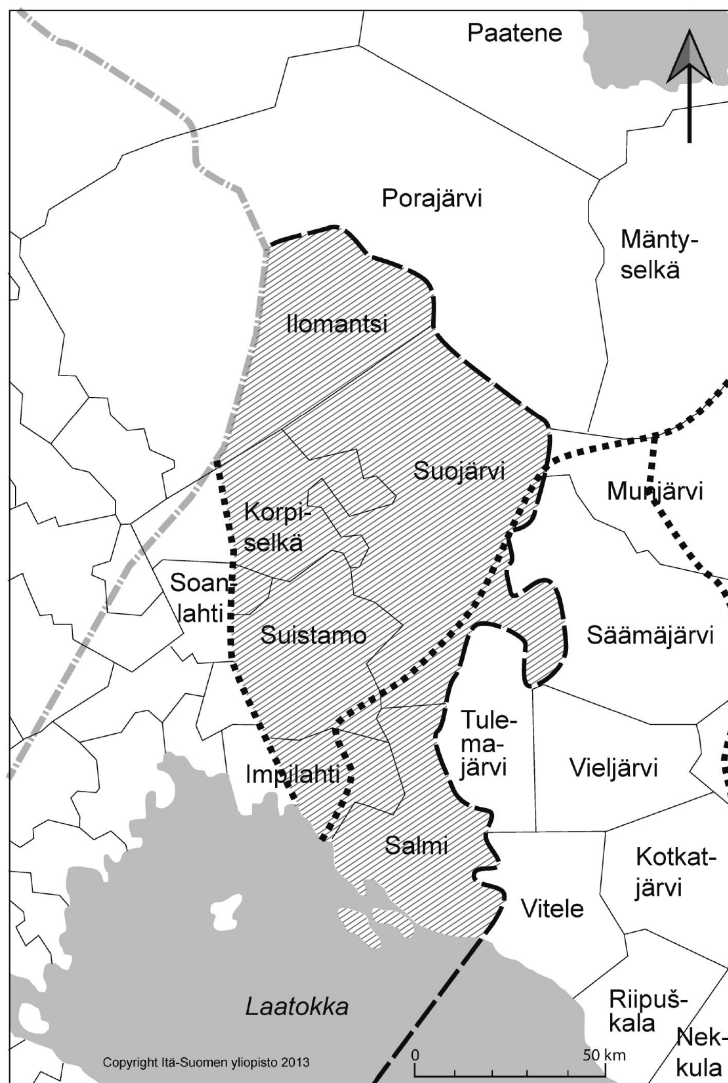 Paatene
Porajärvi
Mänty-
selkä
Ilomantsi
Suojärvi
Munjärvi
Korpi-
selkä
Soan-
lahti
Suistamo
Säämäjärvi
Tule-
ma-
järvi
Vieljärvi
Impilahti
Salmi
Kotkat-
järvi
Vitele
Laatokka
Riipuš-
kala
Nek-
kula
Copyright Itä-Suomen yliopisto 2013
0
50 km